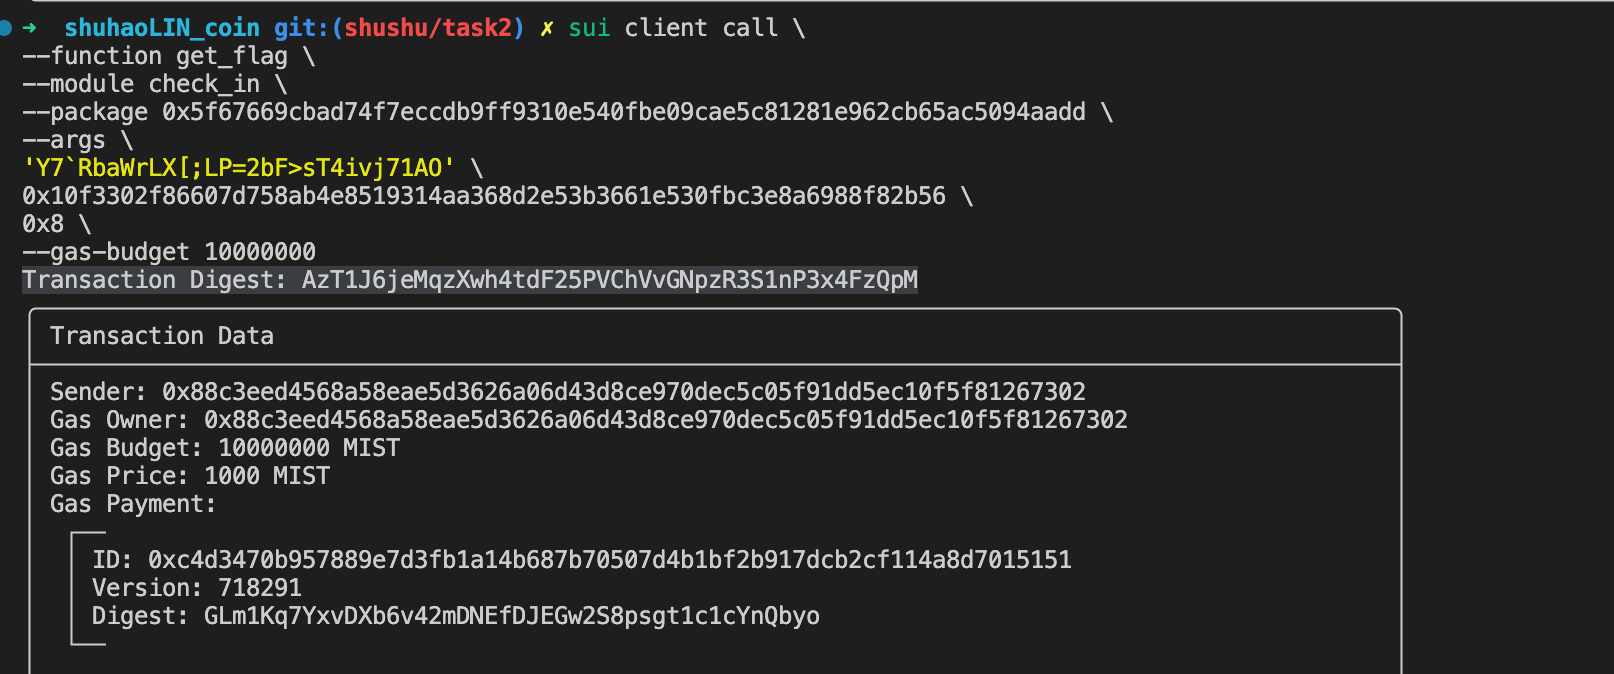 ➜  shuhaoLIN_coin git:(shushu/task2) ✗ sui client call \
--function get_flag \
--module check_in \
--package 0x5f67669cbad74f7eccdb9ff9310e540fbe09cae5c81281e962cb65ac5094aadd \
--args \
'Y7`RbaWrLX[;LP=2bF>sT4ivj71AO' \
0x10f3302f86607d758ab4e8519314aa368d2e53b3661e530fbc3e8a6988f82b56 \
0x8 \
--gas-budget 10000000
Transaction Digest: AzT1J6jeMqzXwh4tdF25PVChVvGNpzR3S1nP3x4FzQpM
Transaction Data
Sender: 0x88c3eed4568a58eae5d3626a06d43d8ce970dec5c05f91dd5ec10f5f81267302
Gas Owner: 0x88c3eed4568a58eae5d3626a06d43d8ce970dec5c05f91dd5ec10f5f81267302
Gas Budget: 10000000 MIST
Gas Price: 1000 MIST
Gas Payment:
ID: 0xc4d3470b957889e7d3fb1a14b687b70507d4b1bf2b917dcb2cf114a8d7015151
Version: 718291
Digest: GLm1Kq7YxvDXb6v42mDNEfDJEGw2S8psgt1c1cYnQbyo